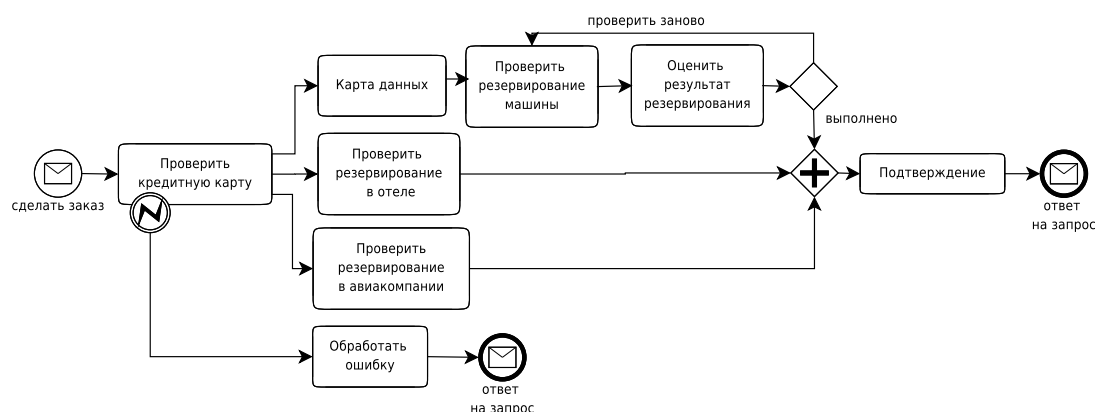 проверить заново
Карта данных
Проверить
резервирование
машины
Оценить
результат
резервирования
выполнено
сделать заказ
Проверить
кредитную карту
Проверить
резервирование
в отеле
Подтверждение
ответ
на запрос
Проверить
резервирование
в авиакомпании
Обработать
ошибку
ответ
на запрос